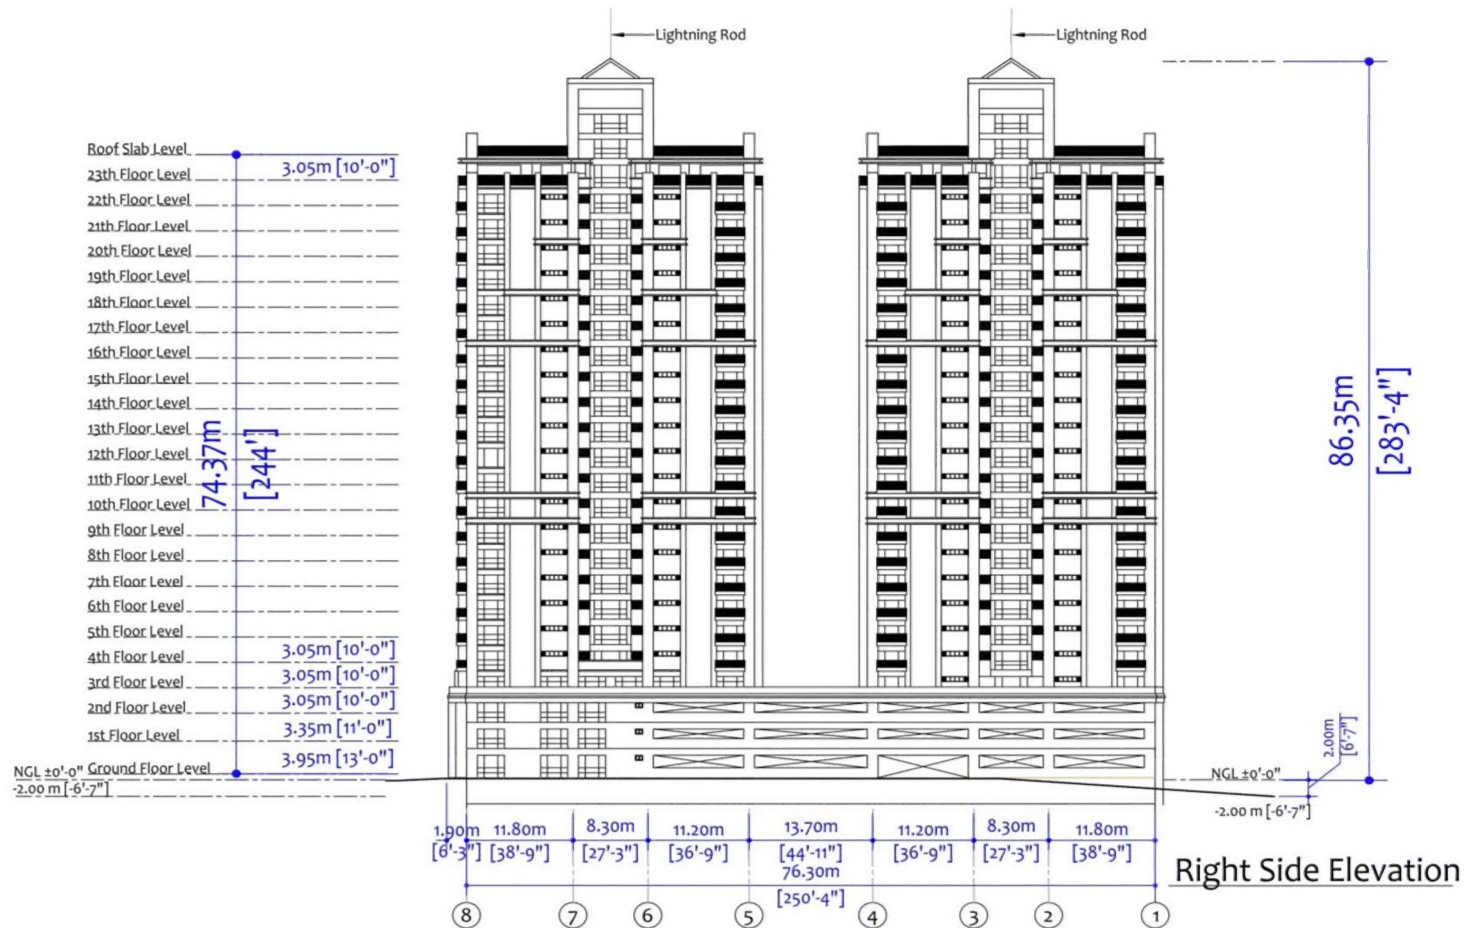 Lightning Rod
Lightning Rod
Roof Slab Level
3.05m [10'-0"]
23th Floor Level
22th Floor Level
21th Floor Level
20th Floor Level
19th Floor Level
18th Floor Level
17th Floor Level
16th Floor Level
15th Floor Level
14th Floor Level
13th Floor Level
12th Floor Level
11th Floor Level
10th Floor Level
9th Floor Level
8th Floor Level
7th Floor Level
6th Floor Level
5th Floor Level
3.05m [10'-0"]
4th Floor Level
3.05m [10'-0"]
3rd Floor Level
3.05m [10'-0"]
2nd Floor Level
3.35m [11'-0"]
1st Floor Level
3.95m [13'-0"]
NGL ±0'-0" Ground Floor Level
-2.00 m [-6'-7"]
74.37m
[244']
86.35m
[283'-4"]
2.00m
[6'-7"]
NGL ±0'-0"
-2.00 m [-6'-7"]
1.90m 11.80m 8.30m 11.20m 13.70m 11.20m 8.30m 11.80m
[6'-3"] [38'-9"] [27'-3"] [36'-9"] [44'-11"] [36'-9"] [27'-3"] [38'-9"]
76.30m
[250'-4"]
Right Side Elevation
8 7 6 5 4 3 2 1